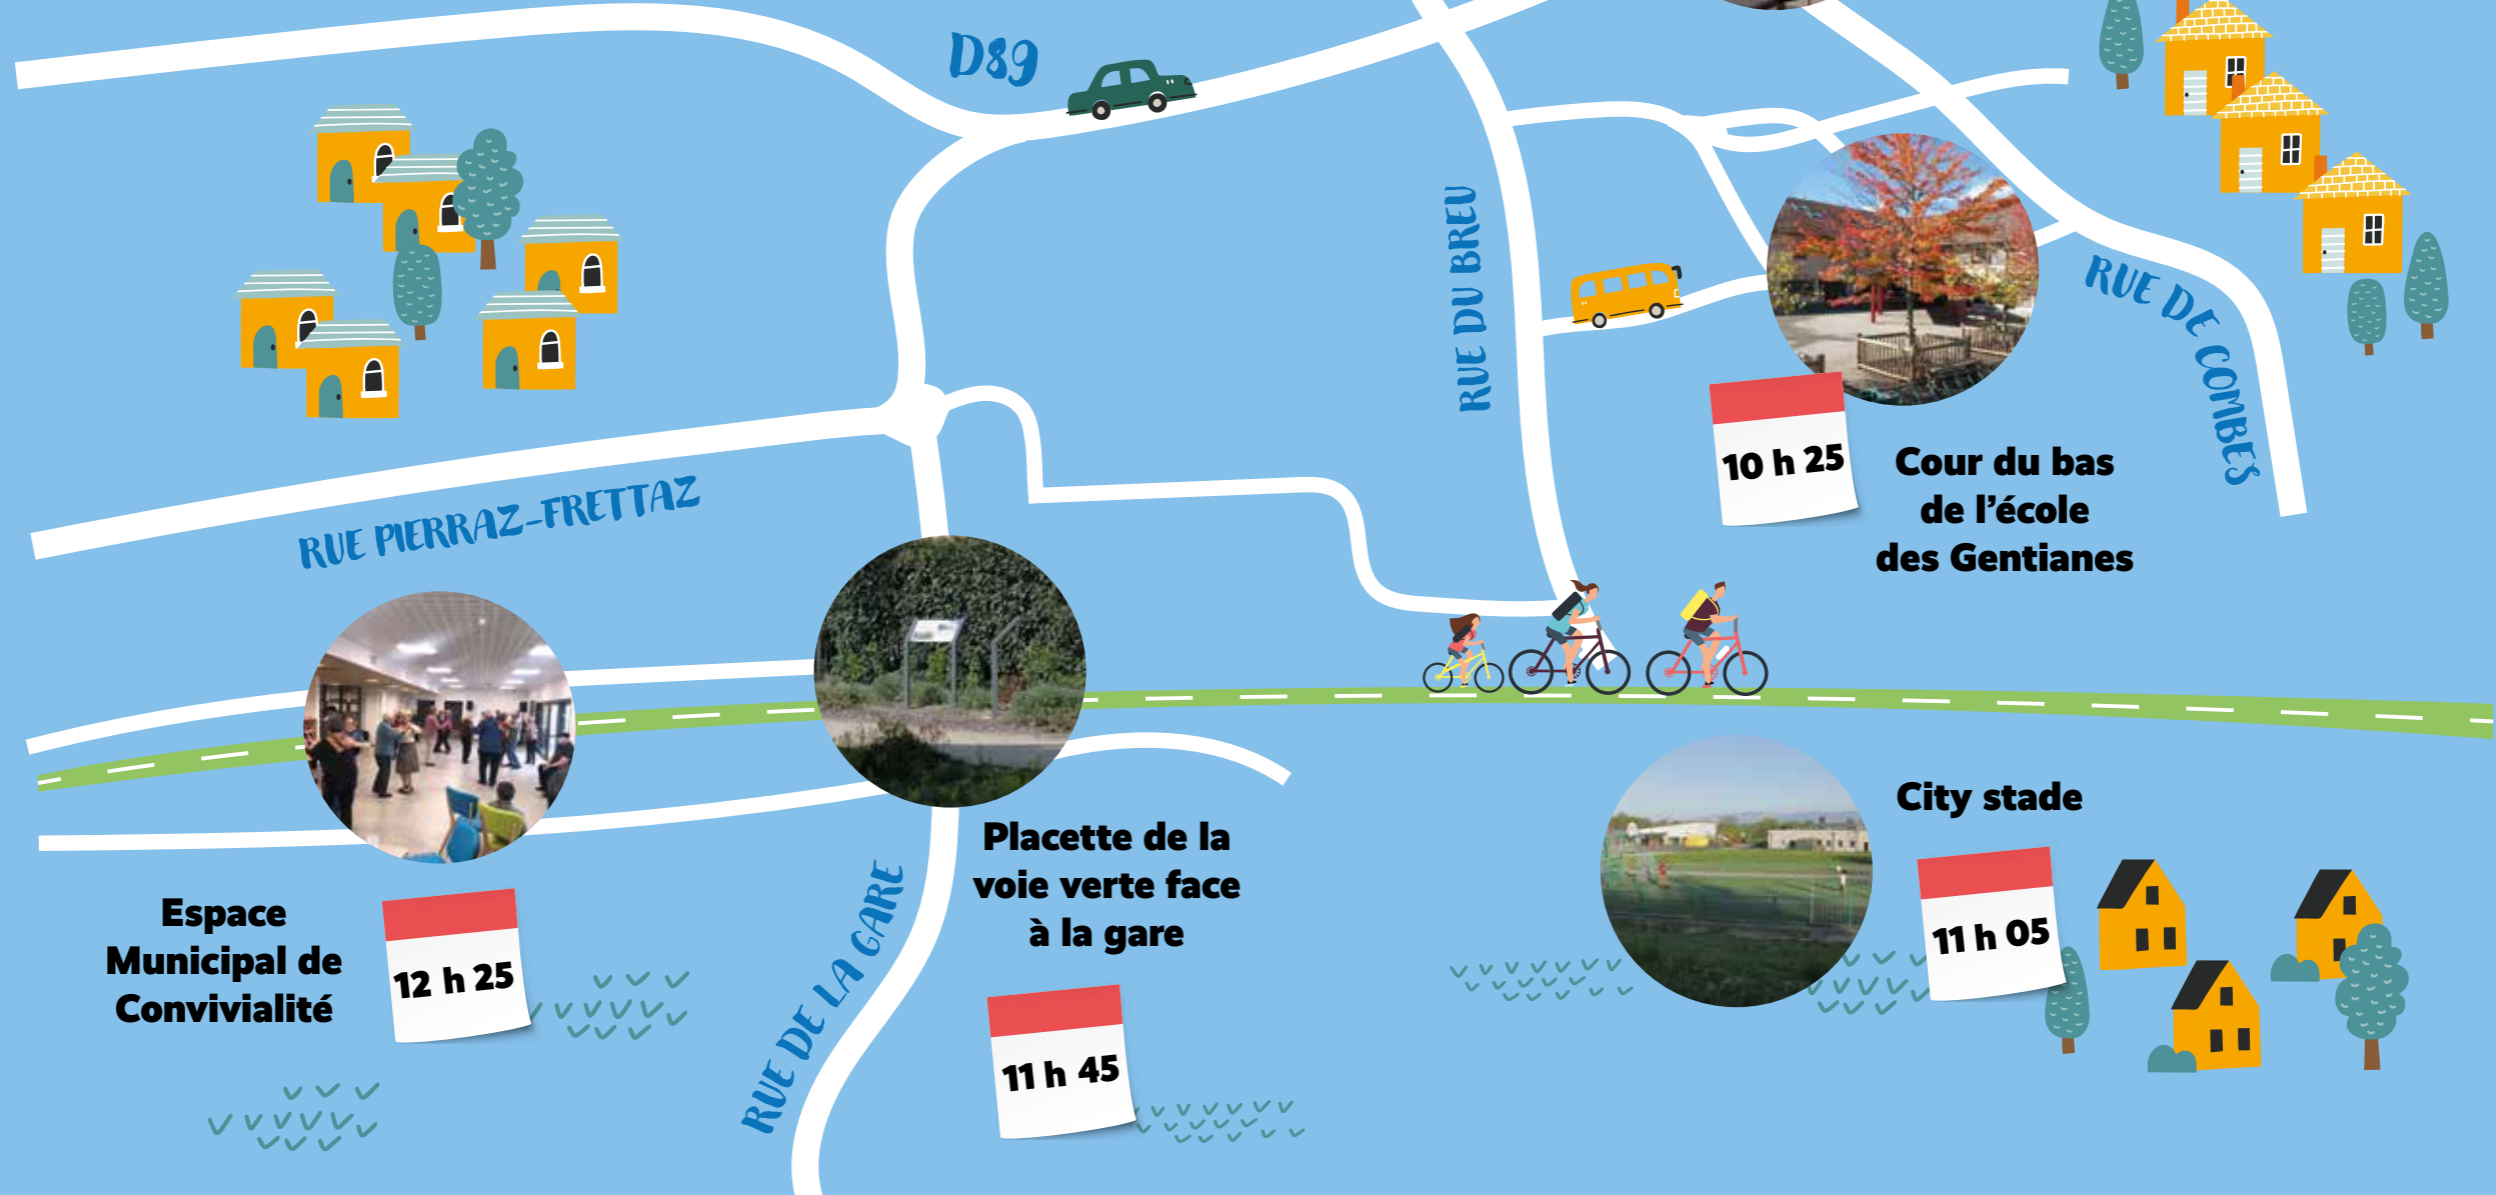 D89
RUE DU BREU
RUE DE COMBES
10 h 25
Cour du bas
de l'école
des Gentianes
RUE PIERRAZ-FRETTAZ
City stade
11 h 05
Placette de la
voie verte face
à la gare
11 h 45
RUE DE LA GARE
Espace
Municipal de
Convivialité
12 h 25